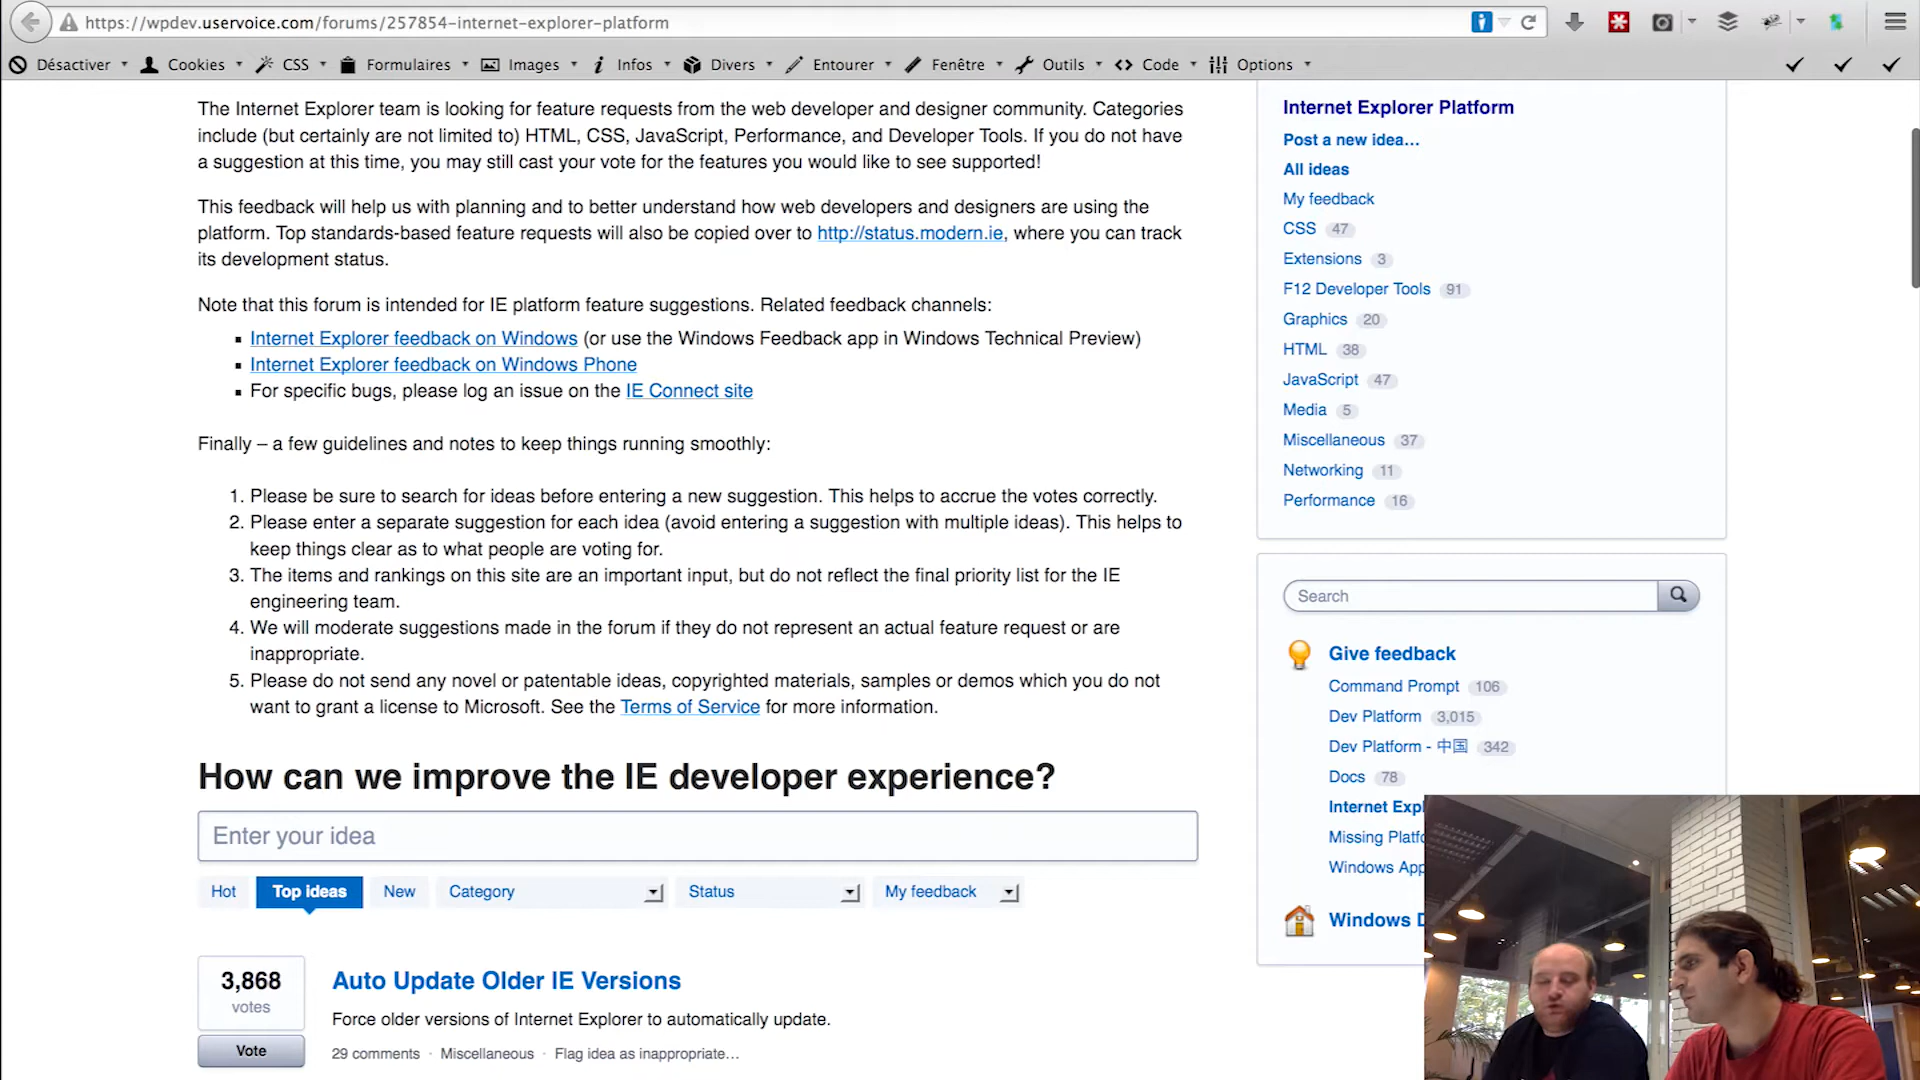 https://wpdev.uservoice.com/forums/257854-internet-explorer-platform
Désactiver Cookies CSS Formulaires Images Infos Divers Entourer Fenêtre Outils Code Options
The Internet Explorer team is looking for feature requests from the web developer and designer community. Categories
include (but certainly are not limited to) HTML, CSS, JavaScript, Performance, and Developer Tools. If you do not have
a suggestion at this time, you may still cast your vote for the features you would like to see supported!
This feedback will help us with planning and to better understand how web developers and designers are using the
platform. Top standards-based feature requests will also be copied over to http://status.modern.ie, where you can track
its development status.
Note that this forum is intended for IE platform feature suggestions. Related feedback channels:
Internet Explorer feedback on Windows (or use the Windows Feedback app in Windows Technical Preview)
Internet Explorer feedback on Windows Phone
For specific bugs, please log an issue on the IE Connect site
Finally – a few guidelines and notes to keep things running smoothly:
1. Please be sure to search for ideas before entering a new suggestion. This helps to accrue the votes correctly.
2. Please enter a separate suggestion for each idea (avoid entering a suggestion with multiple ideas). This helps to
keep things clear as to what people are voting for.
3. The items and rankings on this site are an important input, but do not reflect the final priority list for the IE
engineering team.
4. We will moderate suggestions made in the forum if they do not represent an actual feature request or are
inappropriate.
5. Please do not send any novel or patentable ideas, copyrighted materials, samples or demos which you do not
want to grant a license to Microsoft. See the Terms of Service for more information.
How can we improve the IE developer experience?
Enter your idea
Hot Top ideas New Category Status My feedback
3,868
votes
Vote
Auto Update Older IE Versions
Force older versions of Internet Explorer to automatically update.
29 comments · Miscellaneous · Flag idea as inappropriate…
Internet Explorer Platform
Post a new idea…
All ideas
My feedback
CSS 47
Extensions 3
F12 Developer Tools 91
Graphics 20
HTML 38
JavaScript 47
Media 5
Miscellaneous 37
Networking 11
Performance 16
Search
Give feedback
Command Prompt 106
Dev Platform 3,015
Dev Platform - 中国 342
Docs 78
Internet Expl
Missing Platfo
Windows App
Windows D